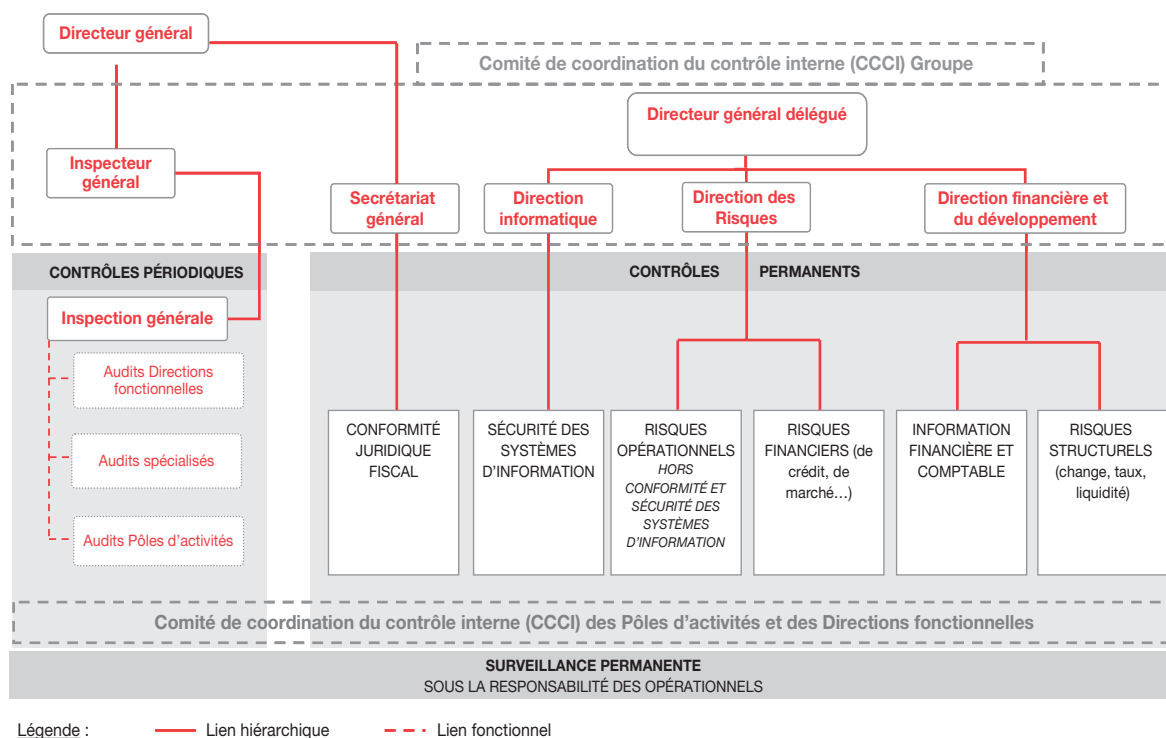 Directeur général
Comité de coordination du contrôle interne (CCCI) Groupe
Directeur général délégué
Inspecteur
général
Secrétariat
général
Direction
informatique
Direction des
Risques
Direction financière et
du développement
CONTRÔLES PÉRIODIQUES
CONTRÔLES PERMANENTS
Inspection générale
Audits Directions
fonctionnelles
Audits spécialisés
Audits Pôles d’activités
CONFORMITÉ
JURIDIQUE
FISCAL
SÉCURITÉ DES
SYSTÈMES
D’INFORMATION
RISQUES
OPÉRATIONNELS
HORS
CONFORMITÉ ET
SÉCURITÉ DES
SYSTÈMES
D’INFORMATION
RISQUES
FINANCIERS (de
crédit, de
marché…)
INFORMATION
FINANCIÈRE ET
COMPTABLE
RISQUES
STRUCTURELS
(change, taux,
liquidité)
Comité de coordination du contrôle interne (CCCI) des Pôles d’activités et des Directions fonctionnelles
SURVEILLANCE PERMANENTE
SOUS LA RESPONSABILITÉ DES OPÉRATIONNELS
Légende : Lien hiérarchique Lien fonctionnel